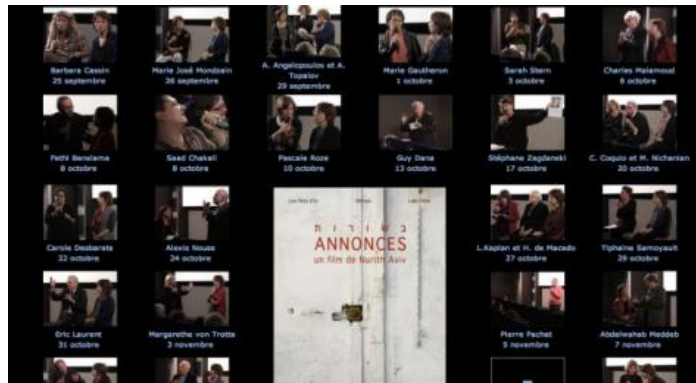 Barbara Cassin
25 septembre
Marie José Mondzain
26 septembre
A. Angelopoulos et A.
Topalov
29 septembre
Marie Gautheron
1 octobre
Sarah Stern
3 octobre
Charles Malamoud
6 octobre
Fethi Benslama
8 octobre
Saad Chakali
8 octobre
Pascale Roze
10 octobre
Guy Dana
13 octobre
Stéphane Zagdanski
17 octobre
C. Coquio et M. Nichanian
20 octobre
Carole Desbarats
22 octobre
Alexis Nouss
24 octobre
בשורות
ANNONCES
un film de Nurith Aviv
L.Kaplan et H. de Macedo
27 octobre
Tiphaine Samoyault
29 octobre
Eric Laurent
31 octobre
Margarethe von Trotta
3 novembre
Pierre Pachet
5 novembre
Abdelwahab Meddeb
7 novembre